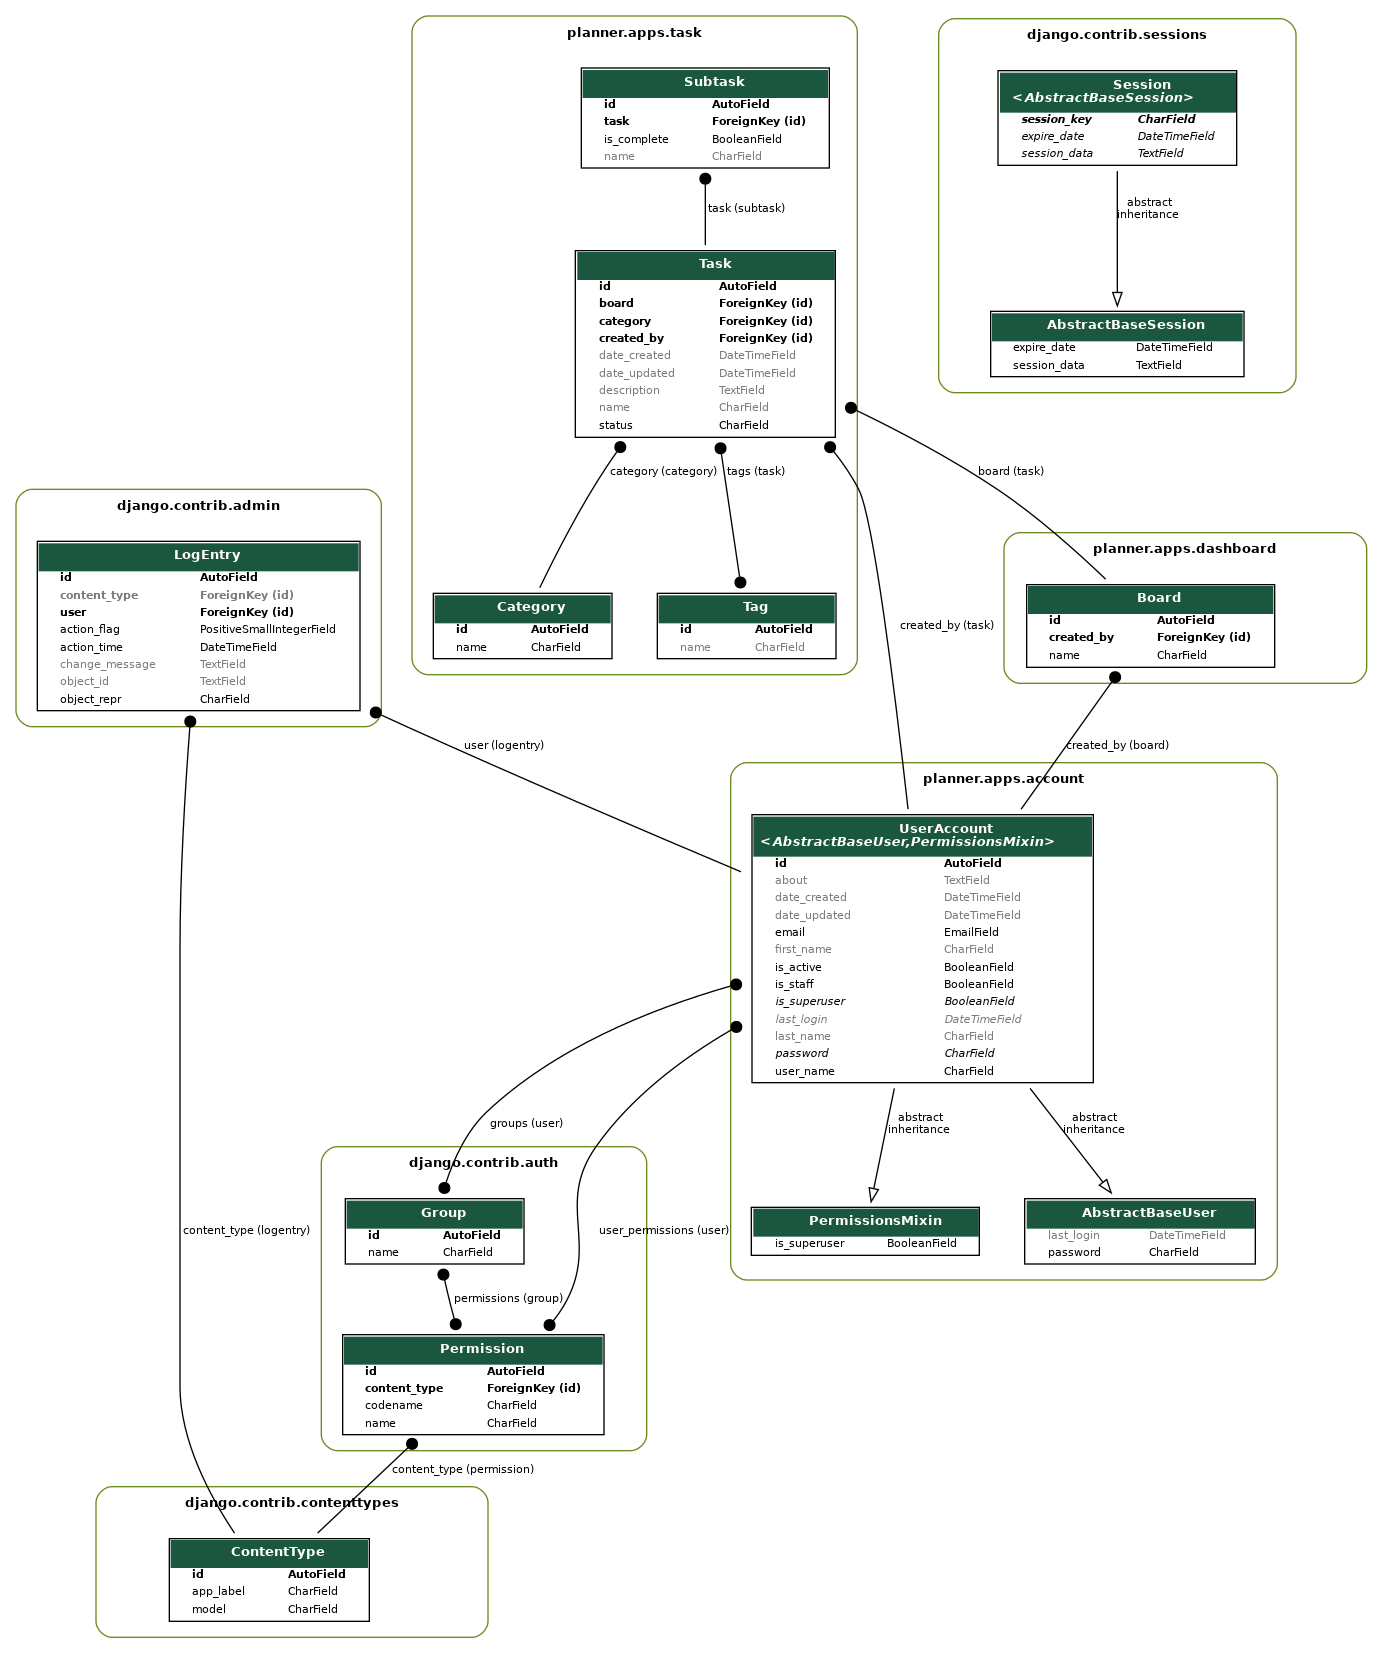 planner.apps.task
Subtask
id AutoField
task ForeignKey (id)
is_complete BooleanField
name CharField
task (subtask)
Task
id AutoField
board ForeignKey (id)
category ForeignKey (id)
created_by ForeignKey (id)
date_created DateTimeField
date_updated DateTimeField
description TextField
name CharField
status CharField
category (category)
tags (task)
Category
id AutoField
name CharField
Tag
id AutoField
name CharField
django.contrib.sessions
Session
<AbstractBaseSession>
session_key CharField
expire_date DateTimeField
session_data TextField
abstract
inheritance
AbstractBaseSession
expire_date DateTimeField
session_data TextField
board (task)
django.contrib.admin
LogEntry
id AutoField
content_type ForeignKey (id)
user ForeignKey (id)
action_flag PositiveSmallIntegerField
action_time DateTimeField
change_message TextField
object_id TextField
object_repr CharField
planner.apps.dashboard
Board
id AutoField
created_by ForeignKey (id)
name CharField
created_by (task)
user (logentry)
created_by (board)
planner.apps.account
UserAccount
<AbstractBaseUser,PermissionsMixin>
id AutoField
about TextField
date_created DateTimeField
date_updated DateTimeField
email EmailField
first_name CharField
is_active BooleanField
is_staff BooleanField
is_superuser BooleanField
last_login DateTimeField
last_name CharField
password CharField
user_name CharField
abstract
inheritance
abstract
inheritance
PermissionsMixin
is_superuser BooleanField
AbstractBaseUser
last_login DateTimeField
password CharField
groups (user)
user_permissions (user)
content_type (logentry)
django.contrib.auth
Group
id AutoField
name CharField
permissions (group)
Permission
id AutoField
content_type ForeignKey (id)
codename CharField
name CharField
content_type (permission)
django.contrib.contenttypes
ContentType
id AutoField
app_label CharField
model CharField